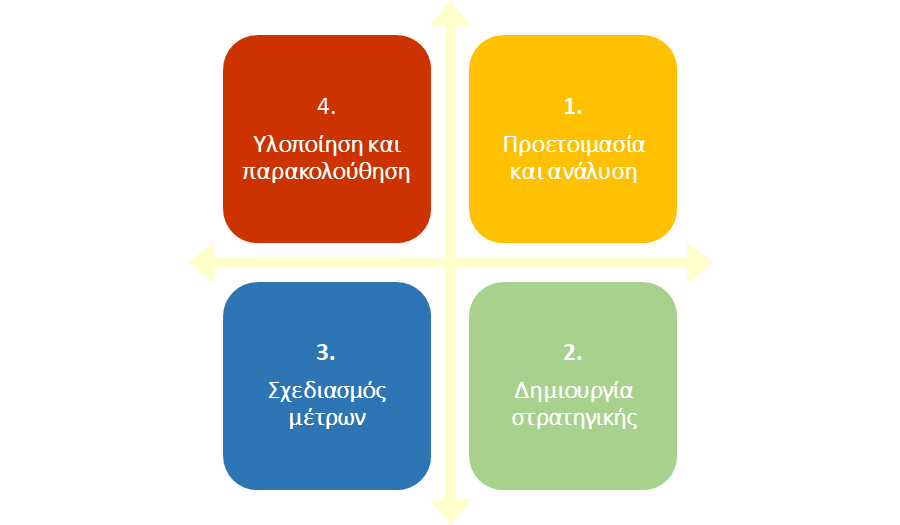 4.
Υλοποίηση και
παρακολούθηση
1.
Προετοιμασία
και ανάλυση
3.
Σχεδιασμός
μέτρων
2.
Δημιουργία
στρατηγικής